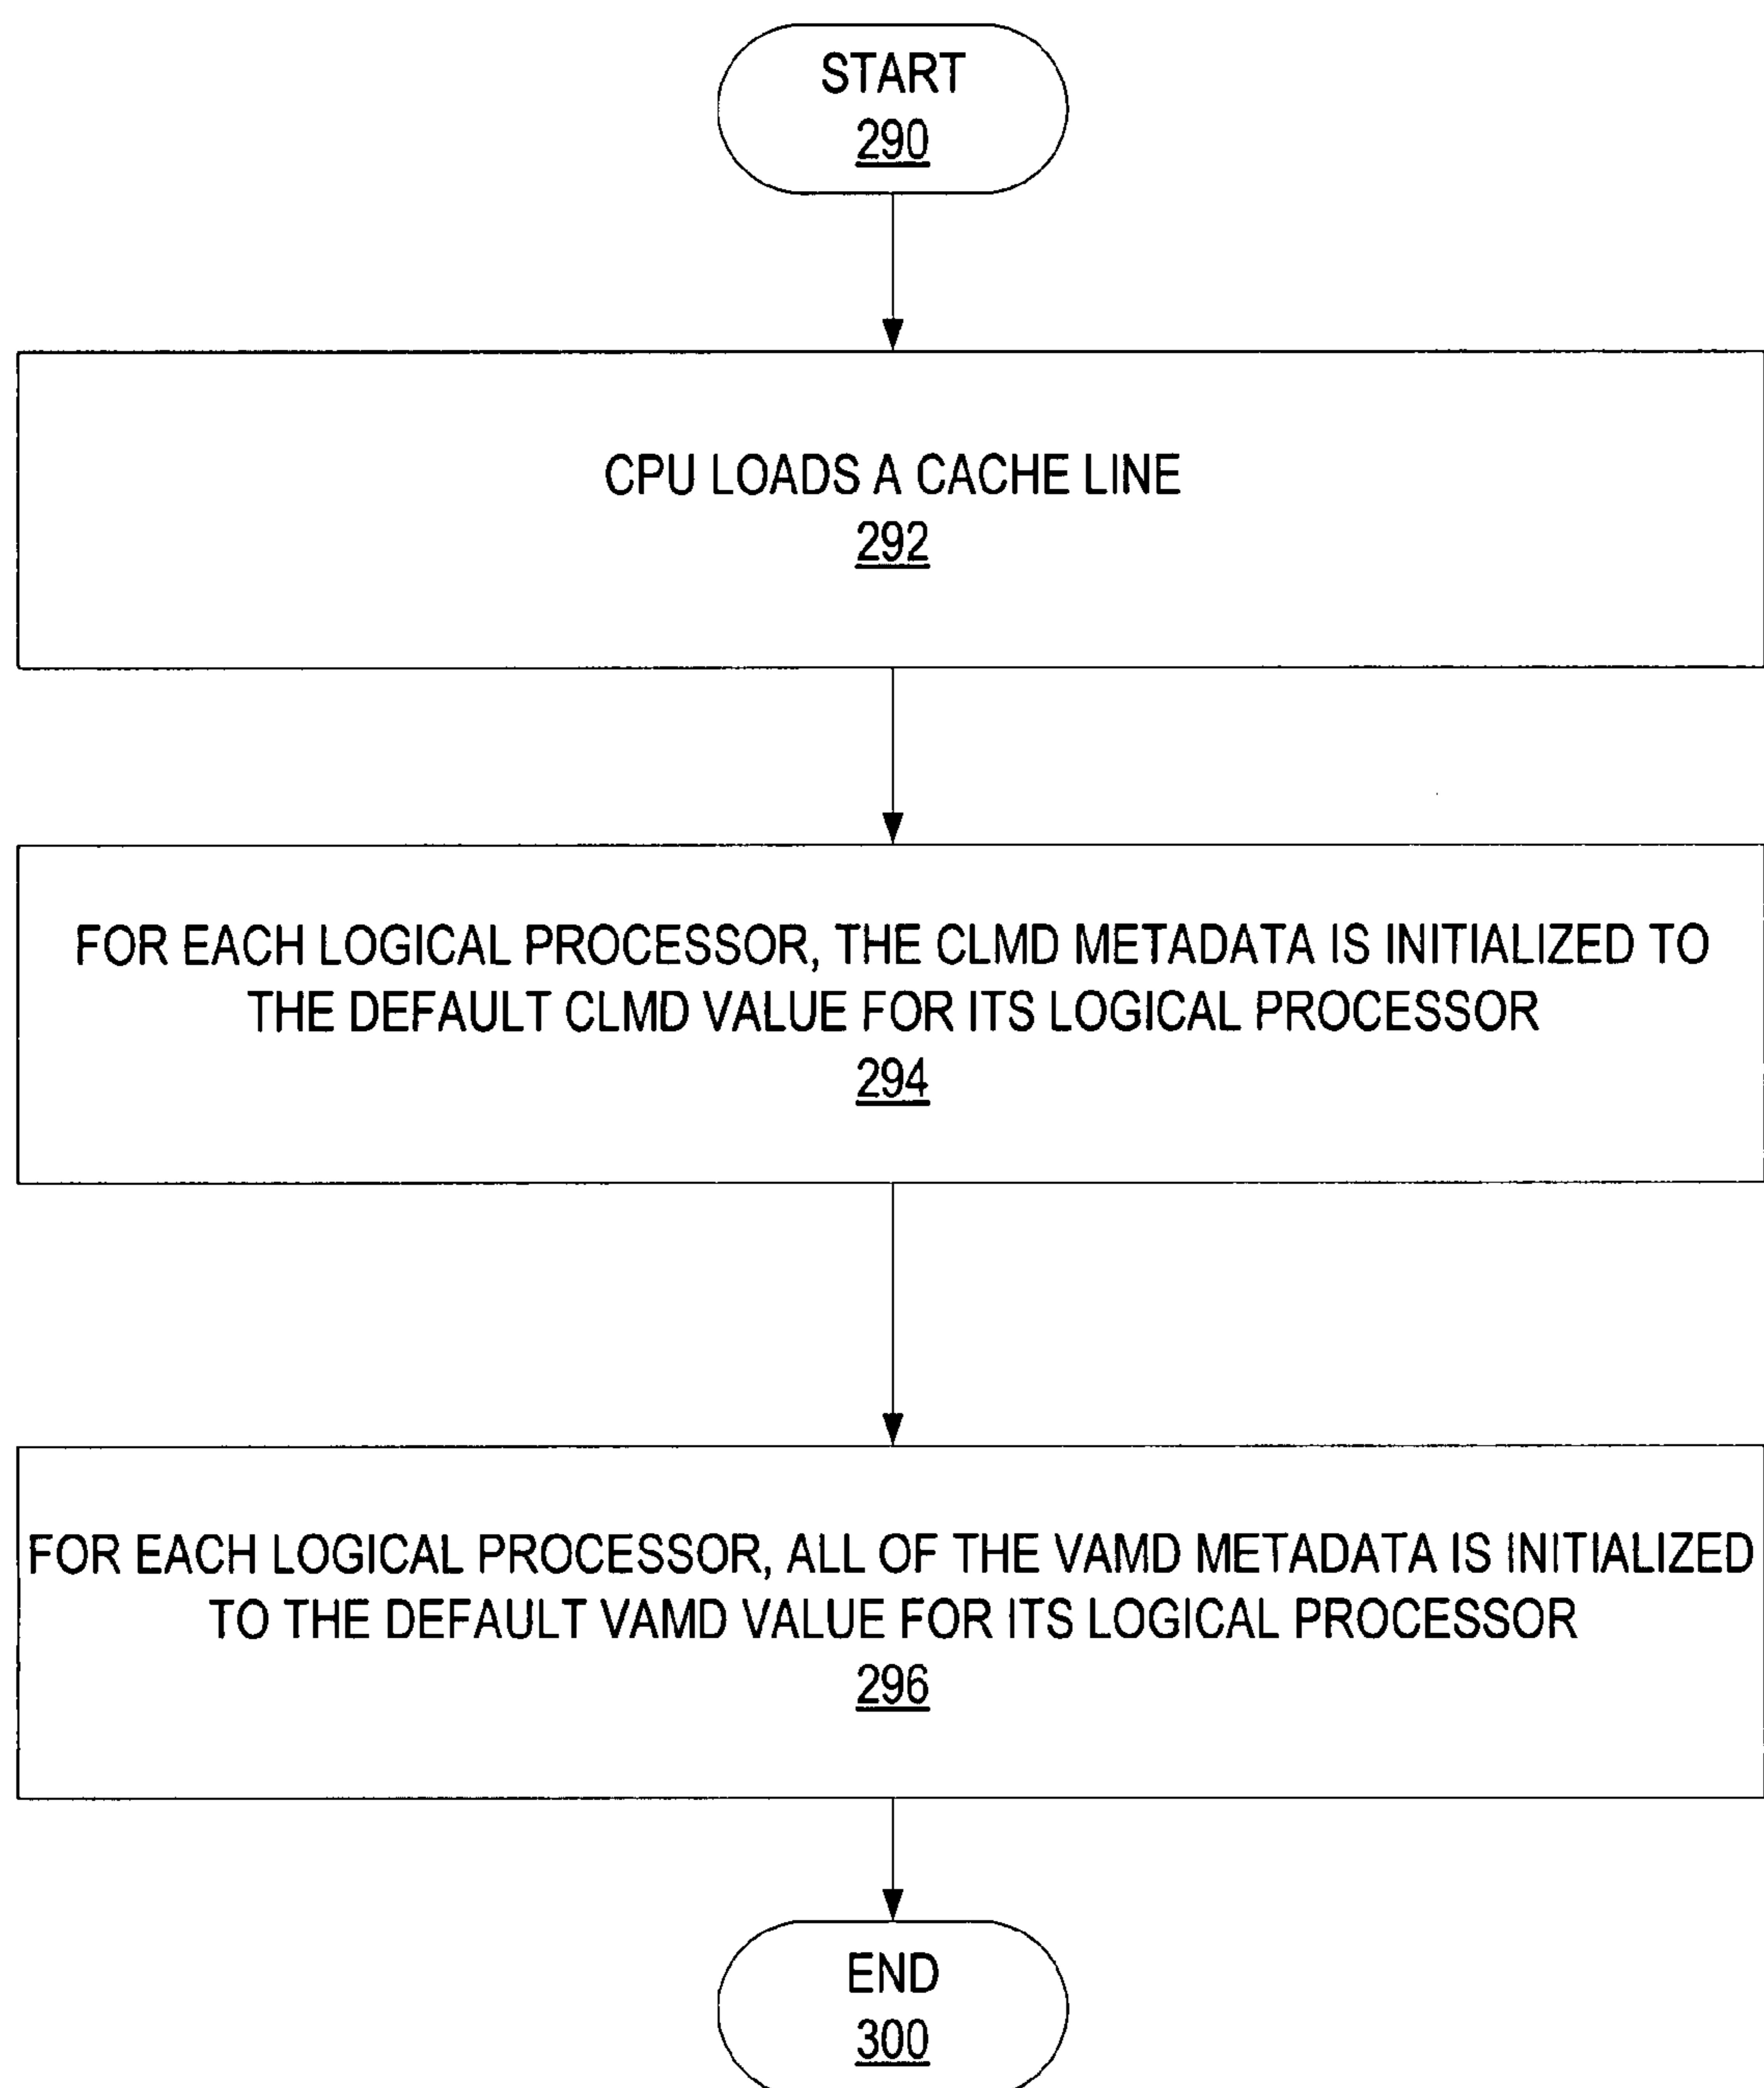 START
290
CPU LOADS A CACHE LINE
292
FOR EACH LOGICAL PROCESSOR, THE CLMD METADATA IS INITIALIZED TO
THE DEFAULT CLMD VALUE FOR ITS LOGICAL PROCESSOR
294
FOR EACH LOGICAL PROCESSOR, ALL OF THE VAMD METADATA IS INITIALIZED
TO THE DEFAULT VAMD VALUE FOR ITS LOGICAL PROCESSOR
296
END
300